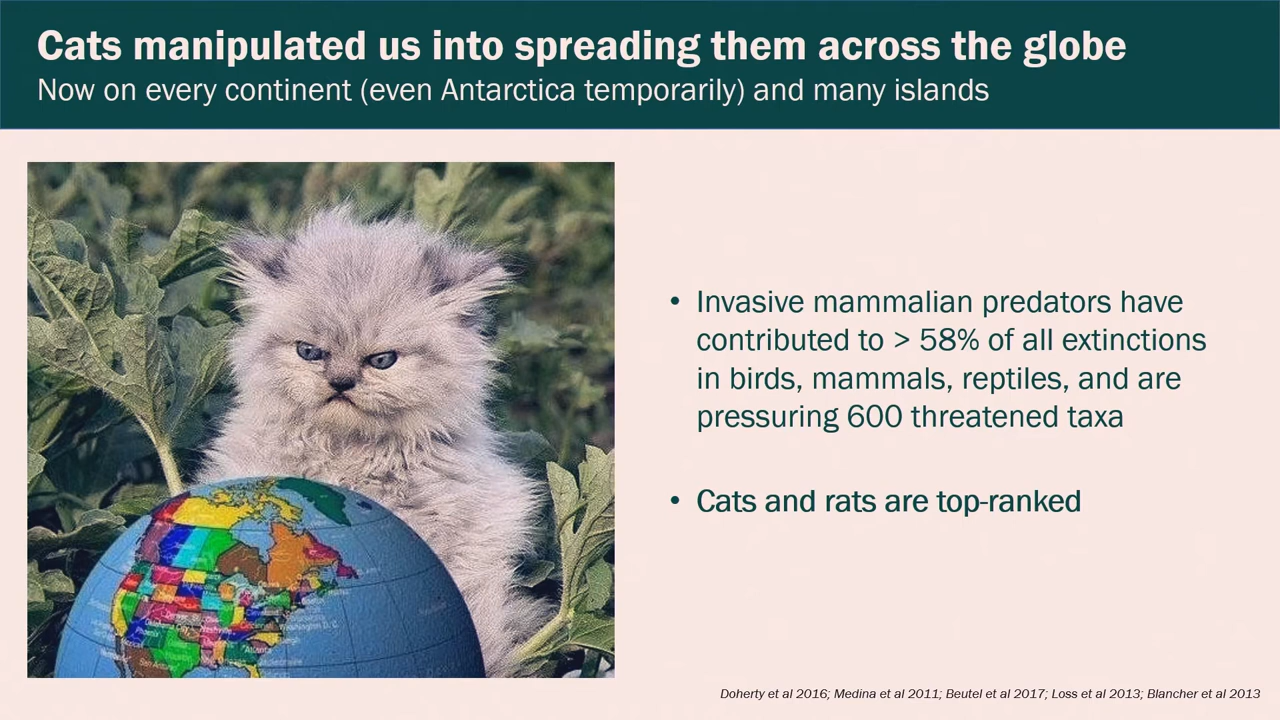 Cats manipulated us into spreading them across the globe
Now on every continent (even Antarctica temporarily) and many islands
• Invasive mammalian predators have
contributed to > 58% of all extinctions
in birds, mammals, reptiles, and are
pressuring 600 threatened taxa
• Cats and rats are top-ranked
Doherty et al 2016; Medina et al 2011; Beutel et al 2017; Loss et al 2013; Blancher et al 2013